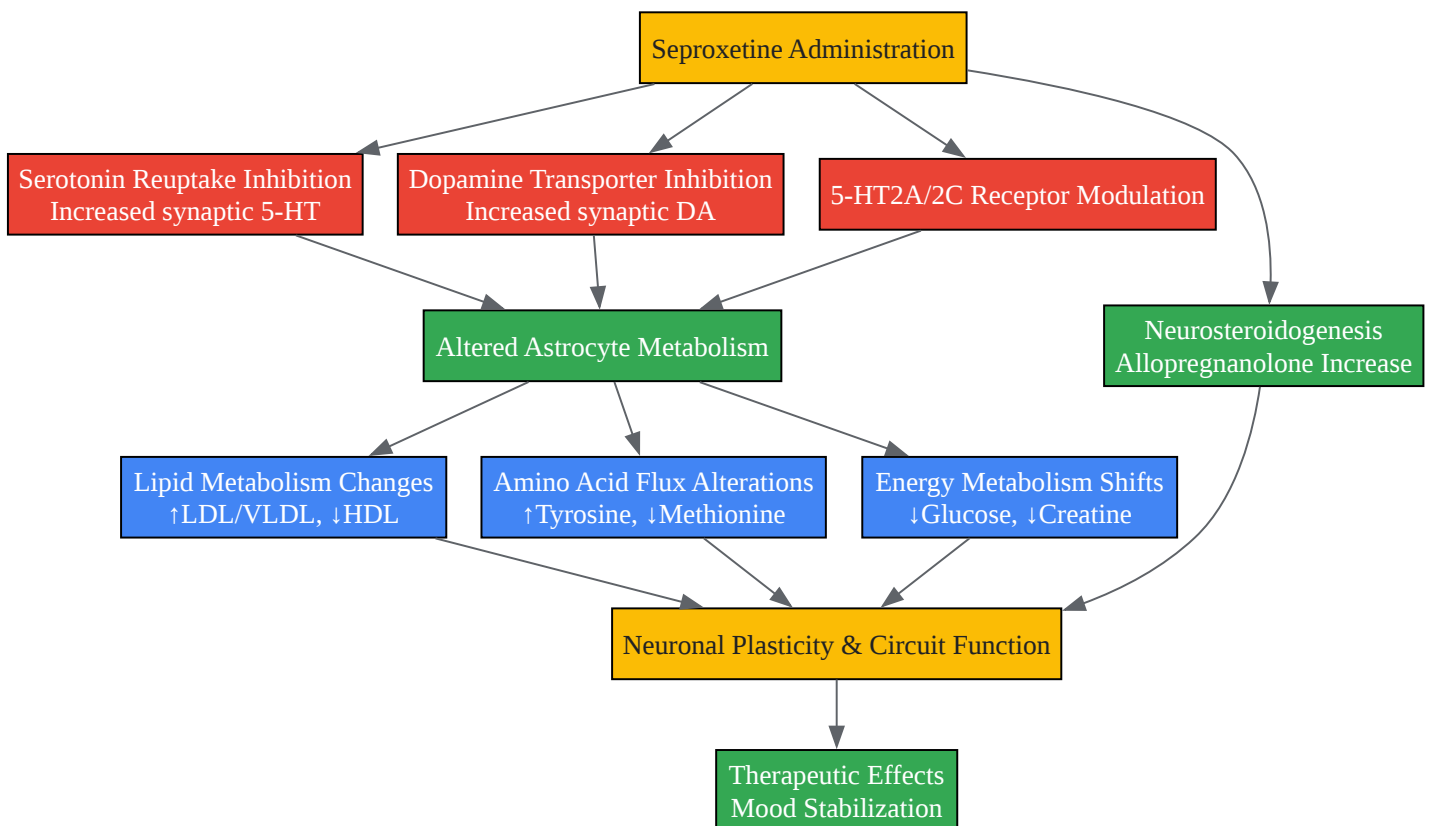 Seproxetine Administration
Serotonin Reuptake Inhibition
Increased synaptic 5-HT
Dopamine Transporter Inhibition
Increased synaptic DA
5-HT2A/2C Receptor Modulation
Altered Astrocyte Metabolism
Neurosteroidogenesis
Allopregnanolone Increase
Lipid Metabolism Changes
↑LDL/VLDL, ↓HDL
Amino Acid Flux Alterations
↑Tyrosine, ↓Methionine
Energy Metabolism Shifts
↓Glucose, ↓Creatine
Neuronal Plasticity & Circuit Function
Therapeutic Effects
Mood Stabilization